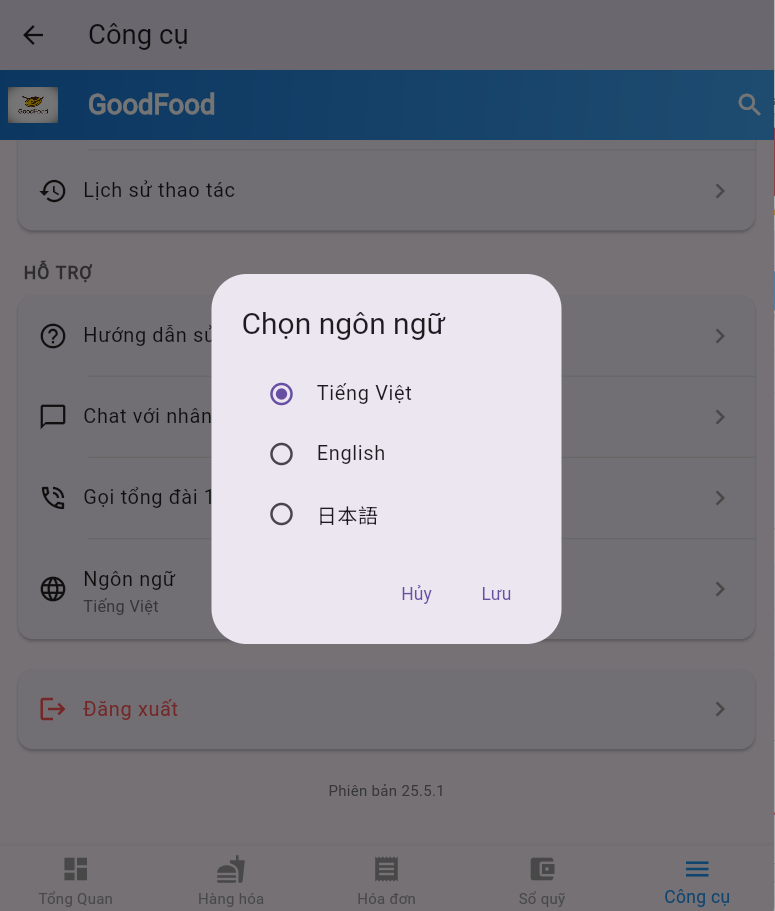 Công cụ
GoodFood
GoodFood
Lịch sử thao tác
HỖ TRỢ
Hướng dẫn sử
Chat với nhân
Gọi tổng đài 1
Ngôn ngữ
Tiếng Việt
Chọn ngôn ngữ
Tiếng Việt
English
日本語
Hủy Lưu
Đăng xuất
Phiên bản 25.5.1
Tổng Quan Hàng hóa Hóa đơn Sổ quỹ Công cụ